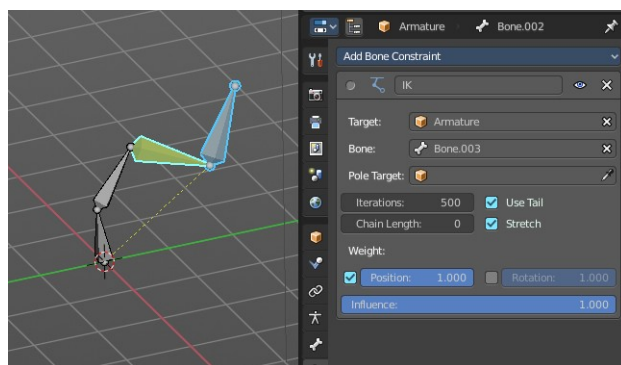 Armature Bone.002
Add Bone Constraint
IK
Target: Armature
Bone: Bone.003
Pole Target:
Iterations: 500 Use Tail
Chain Length: 0 Stretch
Weight:
Position: 1.000 Rotation: 1.000
Influence: 1.000